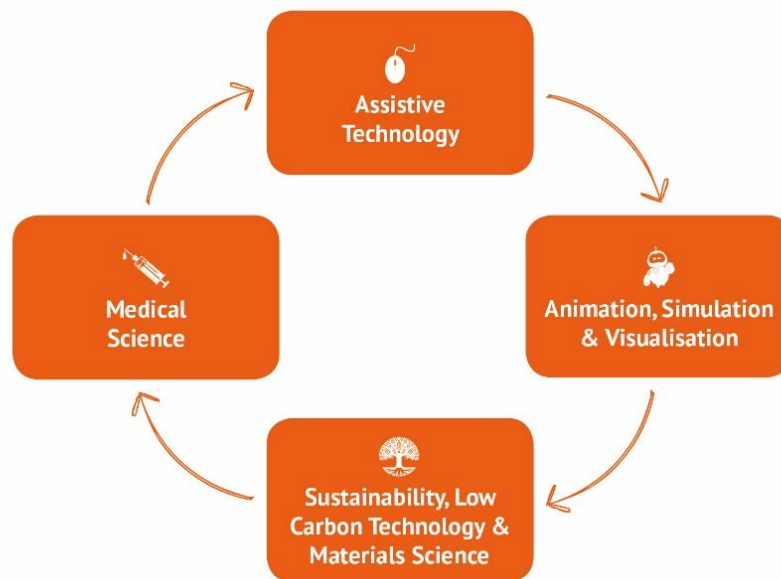 Assistive
Technology
Animation, Simulation
& Visualisation
Sustainability, Low
Carbon Technology &
Materials Science
Medical
Science